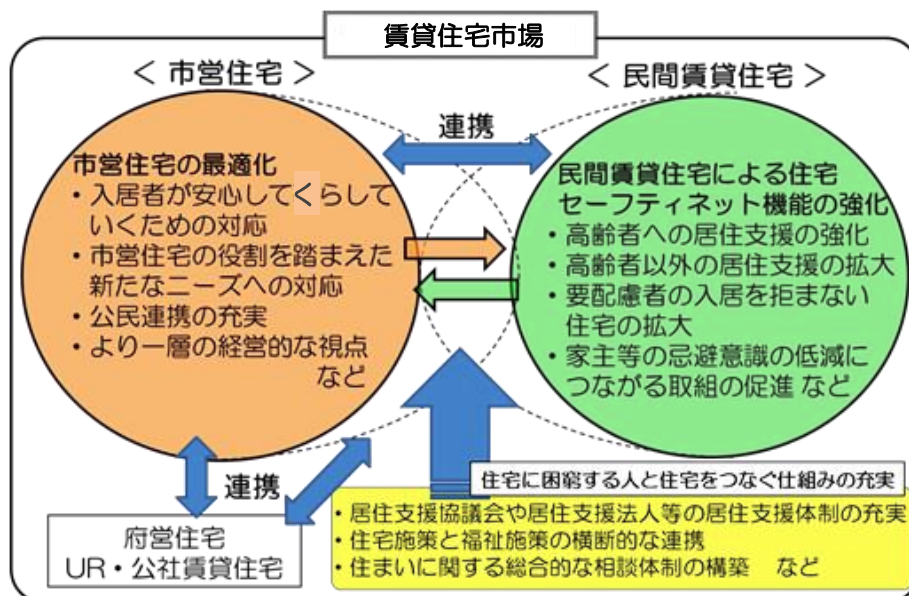 賃貸住宅市場
＜ 市営住宅 ＞
＜ 民間賃貸住宅 ＞
連携
市営住宅の最適化
・入居者が安心してくらして
いくための対応
・市営住宅の役割を踏まえた
新たなニーズへの対応
・公民連携の充実
・より一層の経営的な視点
など
民間賃貸住宅による住宅
セーフティネット機能の強化
・高齢者への居住支援の強化
・高齢者以外の居住支援の拡大
・要配慮者の入居を拒まない
住宅の拡大
・家主等の忌避意識の低減に
つながる取組の促進 など
連携
府営住宅
UR・公社賃貸住宅
住宅に困窮する人と住宅をつなぐ仕組みの充実
・居住支援協議会や居住支援法人等の居住支援体制の充実
・住宅施策と福祉施策の横断的な連携
・住まいに関する総合的な相談体制の構築 など